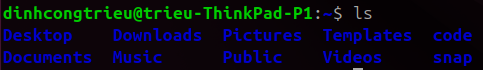 dinhcongtrieu@trieu-ThinkPad-P1:~$ ls
Desktop Downloads Pictures Templates code
Documents Music Public Videos snap